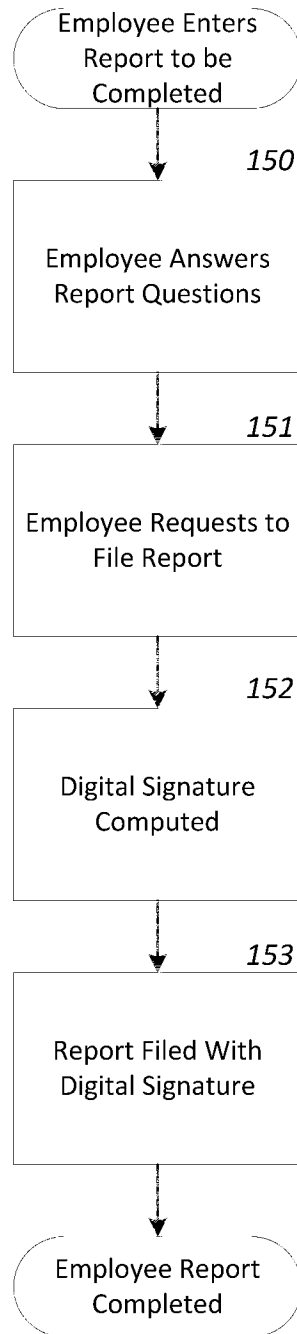 Employee Enters
Report to be
Completed
150
Employee Answers
Report Questions
151
Employee Requests to
File Report
152
Digital Signature
Computed
153
Report Filed With
Digital Signature
Employee Report
Completed